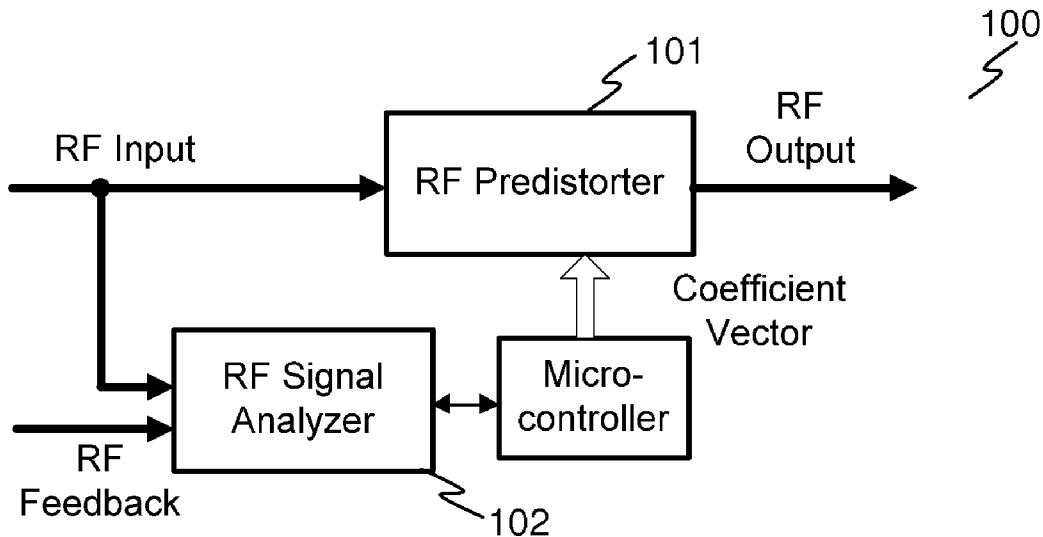 100
101
RF Input
RF Predistorter
RF
Output
Coefficient
Vector
RF Signal
Analyzer
Micro-
controller
RF
Feedback
102